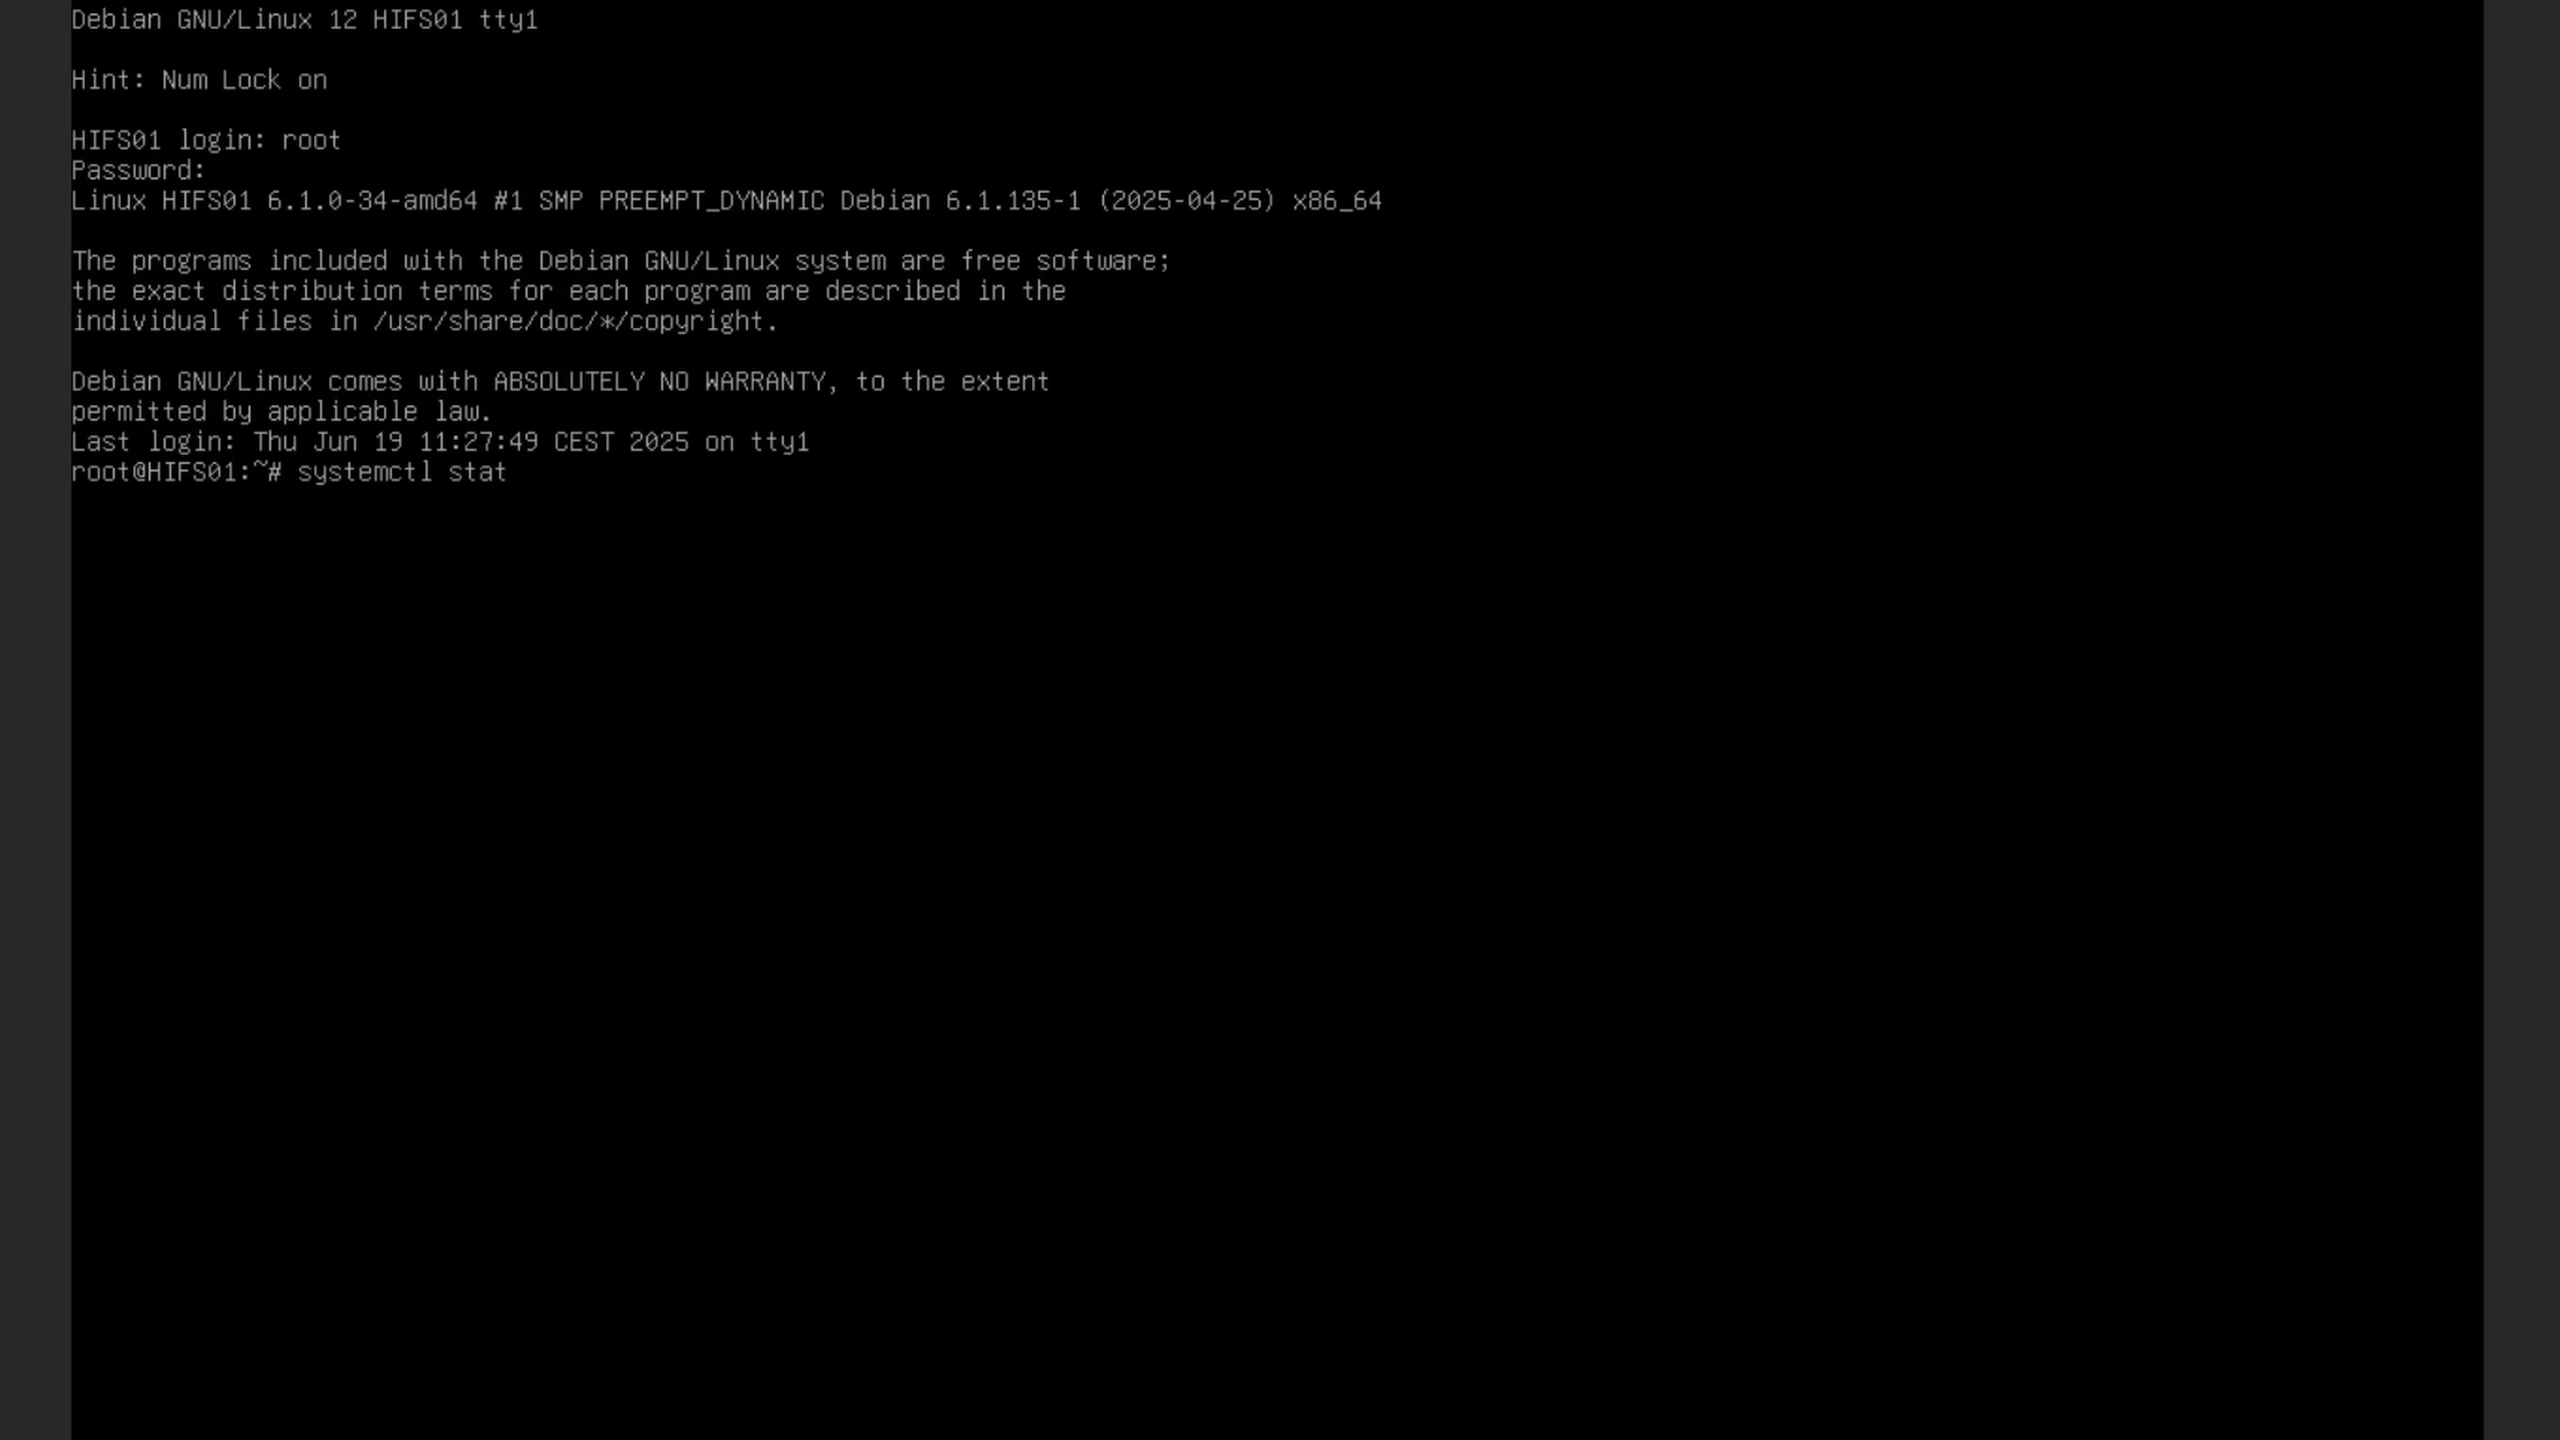 Debian GNU/Linux 12 HIFS01 tty1
Hint: Num Lock on
HIFS01 login: root
Password:
Linux HIFS01 6.1.0-34-amd64 #1 SMP PREEMPT_DYNAMIC Debian 6.1.135-1 (2025-04-25) x86_64
The programs included with the Debian GNU/Linux system are free software;
the exact distribution terms for each program are described in the
individual files in /usr/share/doc/*/copyright.
Debian GNU/Linux comes with ABSOLUTELY NO WARRANTY, to the extent
permitted by applicable law.
Last login: Thu Jun 19 11:27:49 CEST 2025 on tty1
root@HIFS01:~# systemctl stat